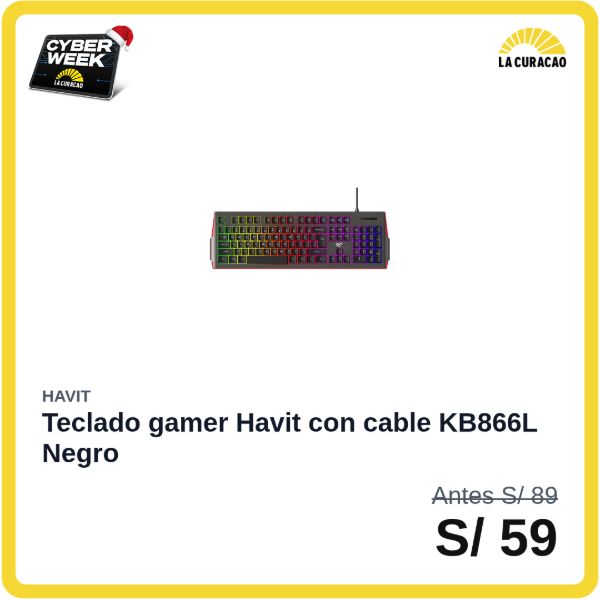 CYBER
WEEK
LA CURACAO
LA CURACAO
HAVIT
Teclado gamer Havit con cable KB866L
Negro
Antes S/ 89
S/ 59